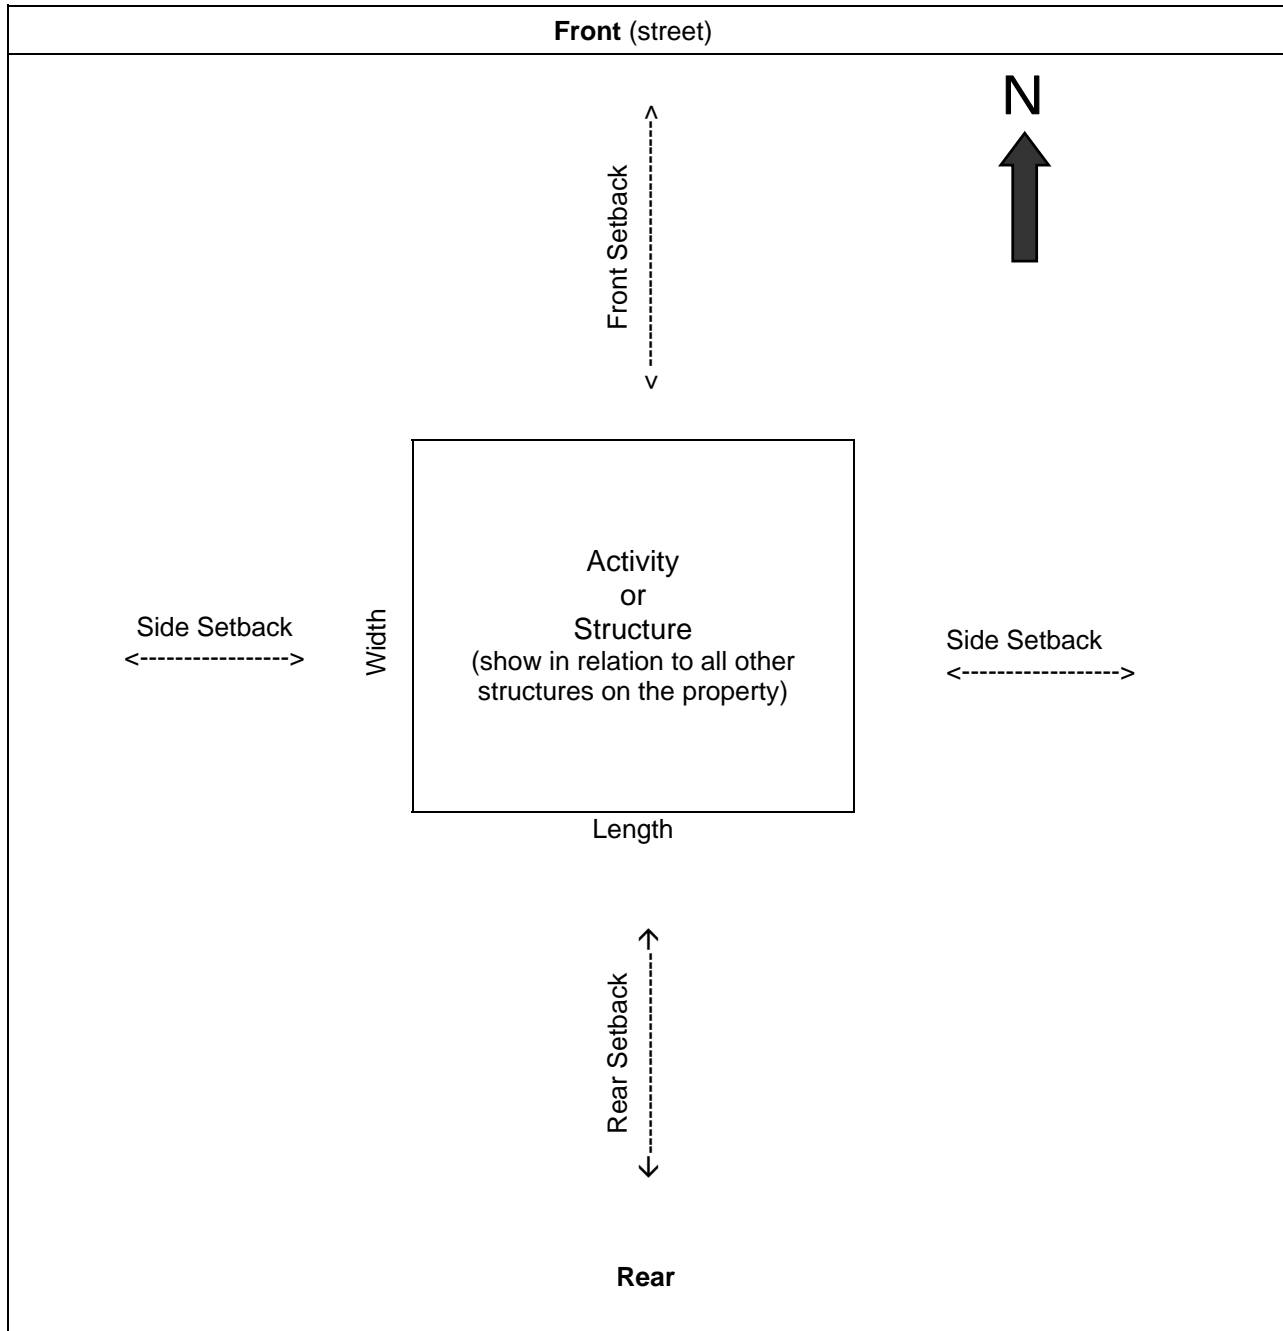 Front (street)
N
Front Setback
Activity
or
Structure
(show in relation to all other
structures on the property)
Side Setback
<----------------->
Width
Side Setback
<------------------>
Length
Rear Setback
Rear